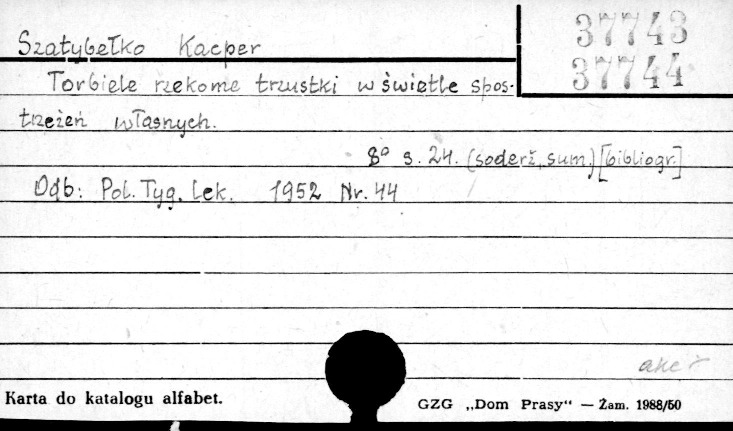 37743
Szatybełko Kacper
37744
Torbiele rzekome trzustki w świetle spos-
trzeżeń własnych.
8° s. 24. (soderž, sum.) [bibliogr.]
Odb: Pol. Tyg. Lek. 1952 Nr. 44
Karta do katalogu alfabet.
GZG „Dom Prasy“ — Zam. 1988/50